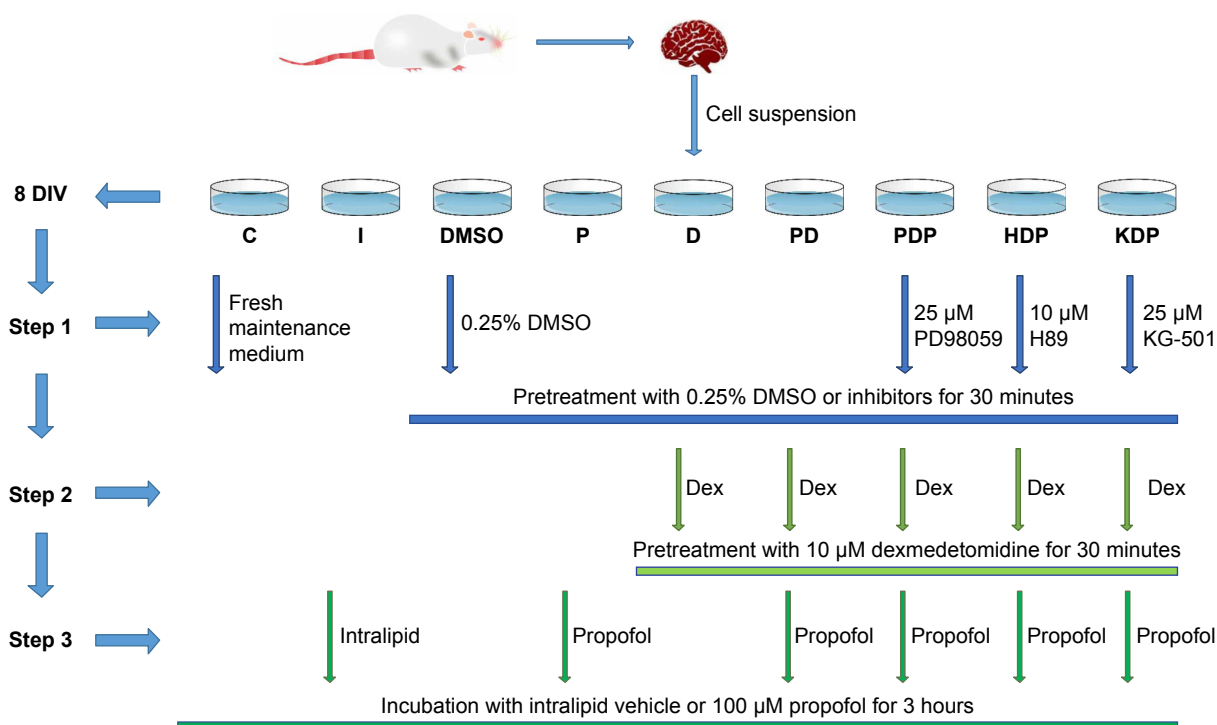 Cell suspension
8 DIV
C
I
DMSO
P
D
PD
PDP
HDP
KDP
Step 1
Fresh
maintenance
medium
0.25% DMSO
25 µM
PD98059
10 µM
H89
25 µM
KG-501
Pretreatment with 0.25% DMSO or inhibitors for 30 minutes
Step 2
Dex
Dex
Dex
Dex
Dex
Pretreatment with 10 µM dexmedetomidine for 30 minutes
Step 3
Intralipid
Propofol
Propofol
Propofol
Propofol
Propofol
Incubation with intralipid vehicle or 100 µM propofol for 3 hours